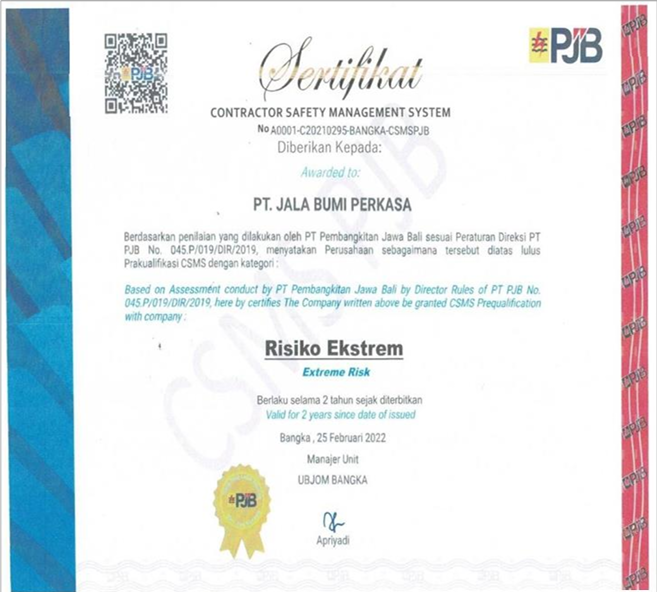 PJB
#PJB
Sertifikat
CONTRACTOR SAFETY MANAGEMENT SYSTEM
No A0001-C20210295-BANGKA-CSMSPJB
Diberikan Kepada:
Awarded to:
PT. JALA BUMI PERKASA
Berdasarkan penilaian yang dilakukan oleh PT Pembangkitan Jawa Bali sesuai Peraturan Direksi PT
PJB No. 045.P/019/DIR/2019, menyatakan Perusahaan sebagaimana tersebut diatas lulus
Prakualifikasi CSMS dengan kategori :
Based on Assessment conduct by PT Pembangkitan Jawa Bali by Director Rules of PT PJB No.
045.P/019/DIR/2019, here by certifies The Company written above be granted CSMS Prequalification
with company :
Risiko Ekstrem
Extreme Risk
Berlaku selama 2 tahun sejak diterbitkan
Valid for 2 years since date of issued
Bangka , 25 Februari 2022
Manajer Unit
UBJOM BANGKA
#PJB
Apriyadi
CSMS PJB